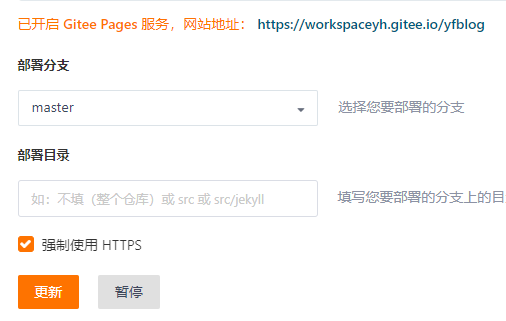 已开启 Gitee Pages 服务，网站地址： https://workspaceyh.gitee.io/yfblog
部署分支
master 选择您要部署的分支
部署目录
如：不填（整个仓库）或 src 或 src/jekyll 填写您要部署的分支上的目
强制使用 HTTPS
更新 暂停